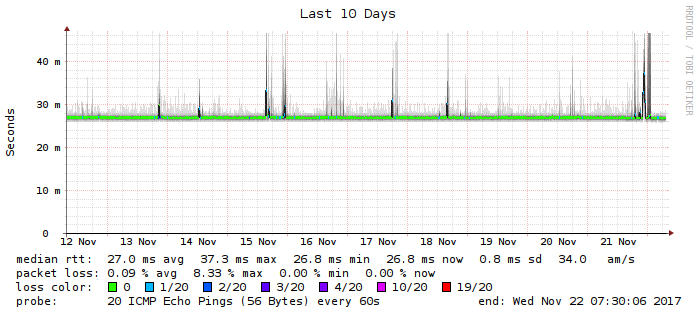 Last 10 Days
RRDTOOL / TOBI OETIKER
Seconds
40 m
30 m
20 m
10 m
0
12 Nov 13 Nov 14 Nov 15 Nov 16 Nov 17 Nov 18 Nov 19 Nov 20 Nov 21 Nov
median rtt: 27.0 ms avg 37.3 ms max 26.8 ms min 26.8 ms now 0.8 ms sd 34.0 am/s
packet loss: 0.09 % avg 8.33 % max 0.00 % min 0.00 % now
loss color: 0 1/20 2/20 3/20 4/20 10/20 19/20
probe: 20 ICMP Echo Pings (56 Bytes) every 60s end: Wed Nov 22 07:30:06 2017